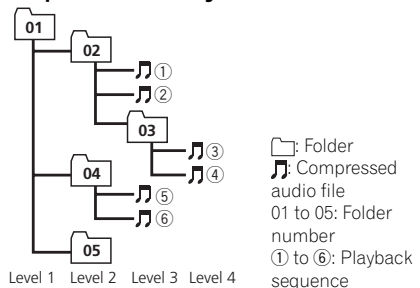 01
02
①
②
03
③
④
04
⑤
⑥
05
Level 1 Level 2 Level 3 Level 4
: Folder
: Compressed
audio file
01 to 05: Folder
number
① to ⑥: Playback
sequence